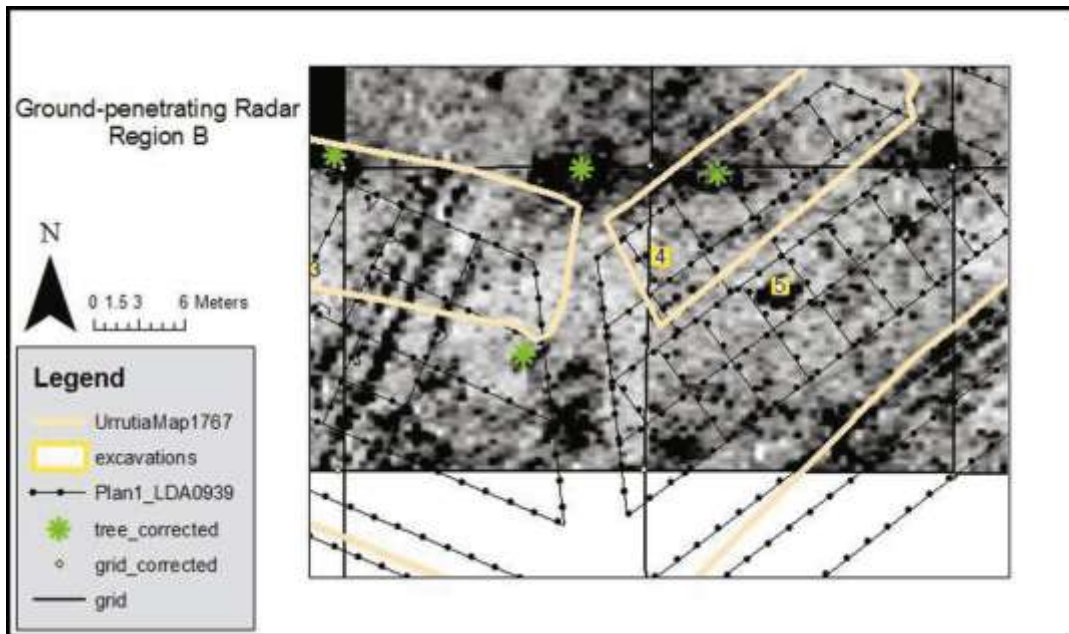 Ground-penetrating Radar
Region B
N
0 1.5 3 6 Meters
Legend
UrrutiaMap1767
excavations
Plan1_LDA0939
tree_corrected
grid_corrected
grid
3
4
5